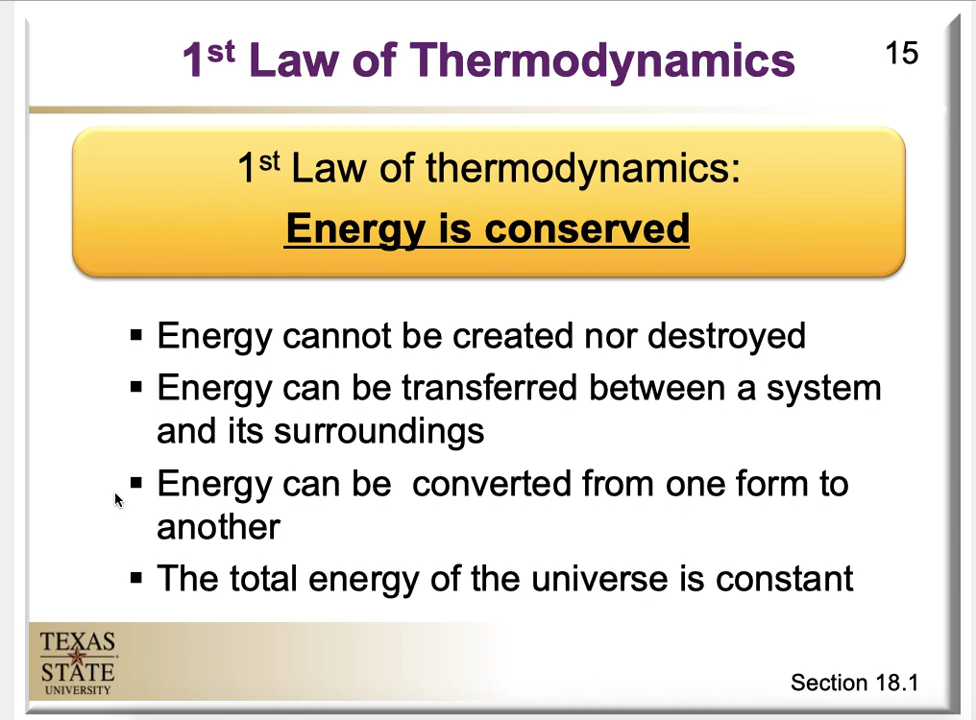 1st Law of Thermodynamics
15
1st Law of thermodynamics:
Energy is conserved
▪ Energy cannot be created nor destroyed
▪ Energy can be transferred between a system
and its surroundings
▪ Energy can be  converted from one form to
another
▪ The total energy of the universe is constant
TEXAS
STATE
UNIVERSITY
Section 18.1